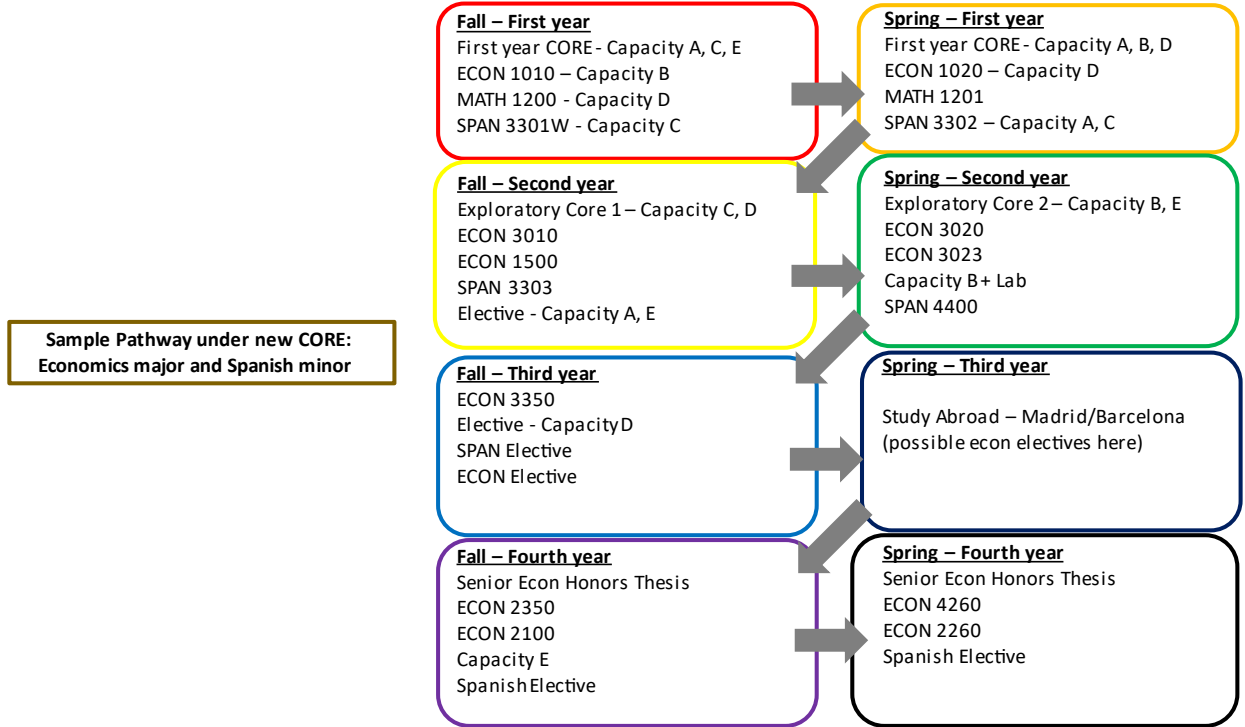 Fall – First year
First year CORE - Capacity A, C, E
ECON 1010 – Capacity B
MATH 1200 - Capacity D
SPAN 3301W - Capacity C
Spring – First year
First year CORE - Capacity A, B, D
ECON 1020 – Capacity D
MATH 1201
SPAN 3302 – Capacity A, C
Fall – Second year
Exploratory Core 1 – Capacity C, D
ECON 3010
ECON 1500
SPAN 3303
Elective - Capacity A, E
Spring – Second year
Exploratory Core 2 – Capacity B, E
ECON 3020
ECON 3023
Capacity B + Lab
SPAN 4400
Sample Pathway under new CORE:
Economics major and Spanish minor
Fall – Third year
ECON 3350
Elective - Capacity D
SPAN Elective
ECON Elective
Spring – Third year
Study Abroad – Madrid/Barcelona
(possible econ electives here)
Fall – Fourth year
Senior Econ Honors Thesis
ECON 2350
ECON 2100
Capacity E
Spanish Elective
Spring – Fourth year
Senior Econ Honors Thesis
ECON 4260
ECON 2260
Spanish Elective